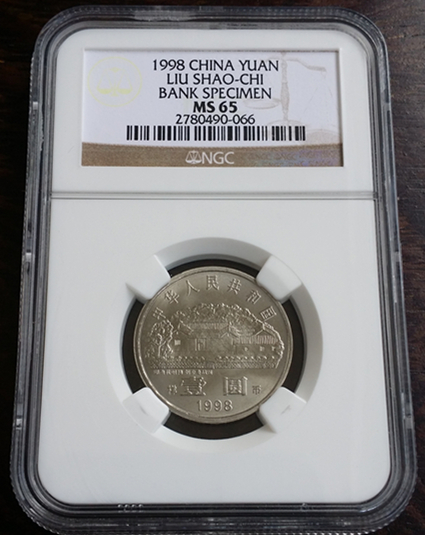 1998 CHINA YUAN
LIU SHAO-CHI
BANK SPECIMEN
MS 65
2780490-066
NGC
中华人民共和国
壹圆
1998